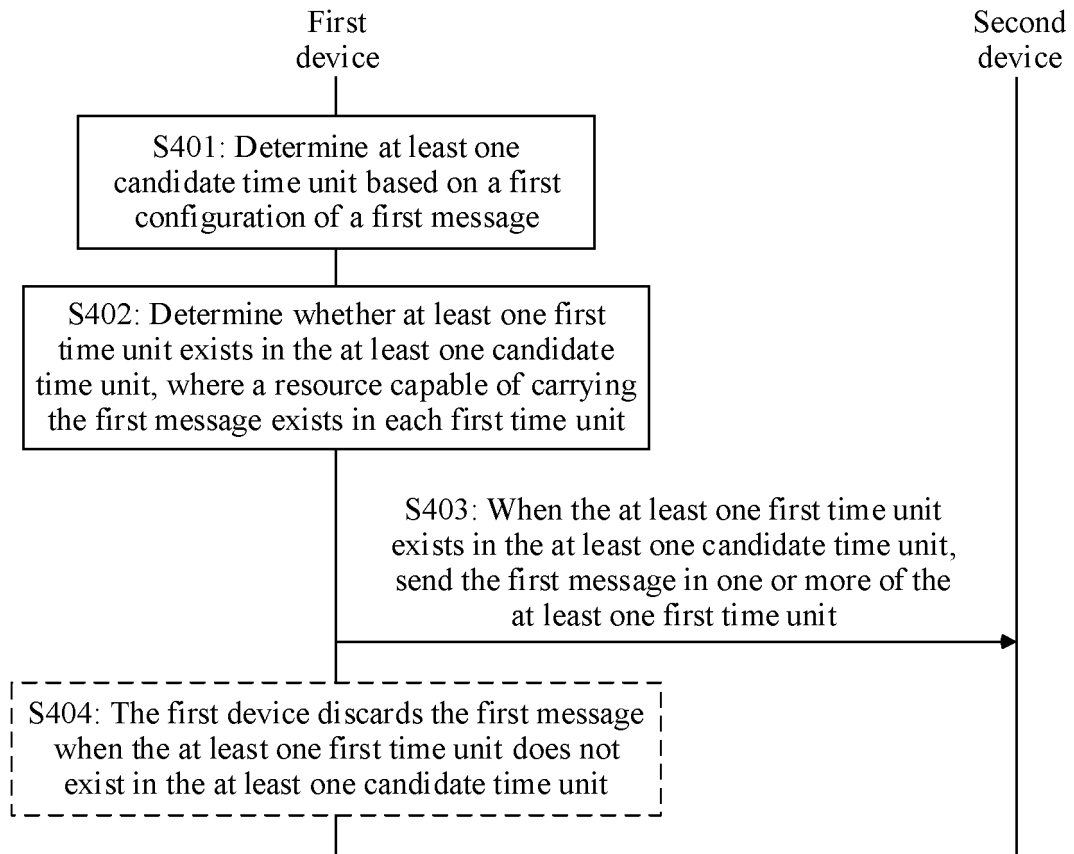 First
device
Second
device
S401: Determine at least one
candidate time unit based on a first
configuration of a first message
S402: Determine whether at least one first
time unit exists in the at least one candidate
time unit, where a resource capable of carrying
the first message exists in each first time unit
S403: When the at least one first time unit
exists in the at least one candidate time unit,
send the first message in one or more of the
at least one first time unit
S404: The first device discards the first message
when the at least one first time unit does not
exist in the at least one candidate time unit